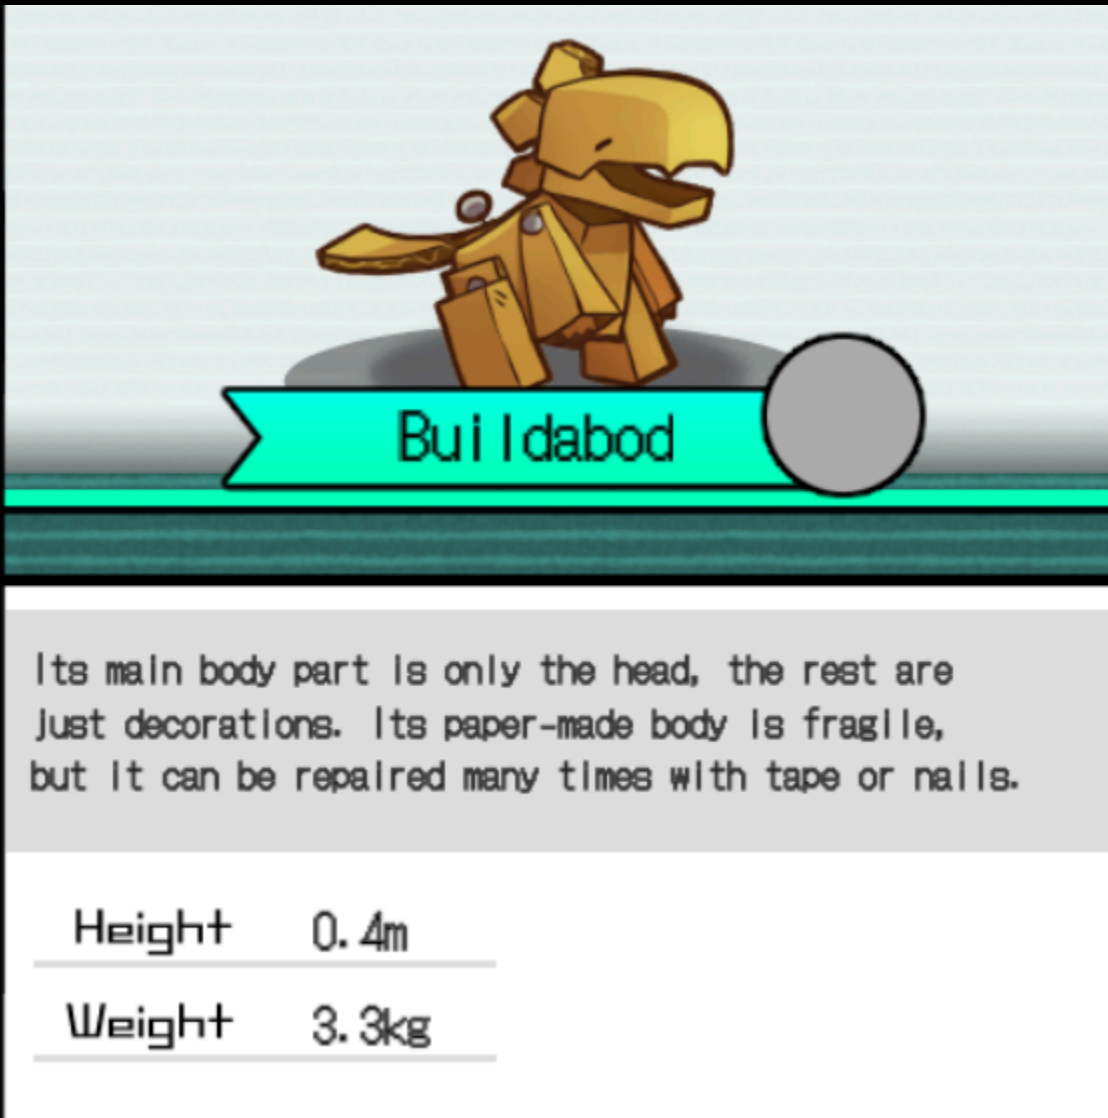 Buildabod
Its main body part is only the head, the rest are
just decorations. Its paper-made body is fragile,
but it can be repaired many times with tape or nails.
Height 0.4m
Weight 3.3kg